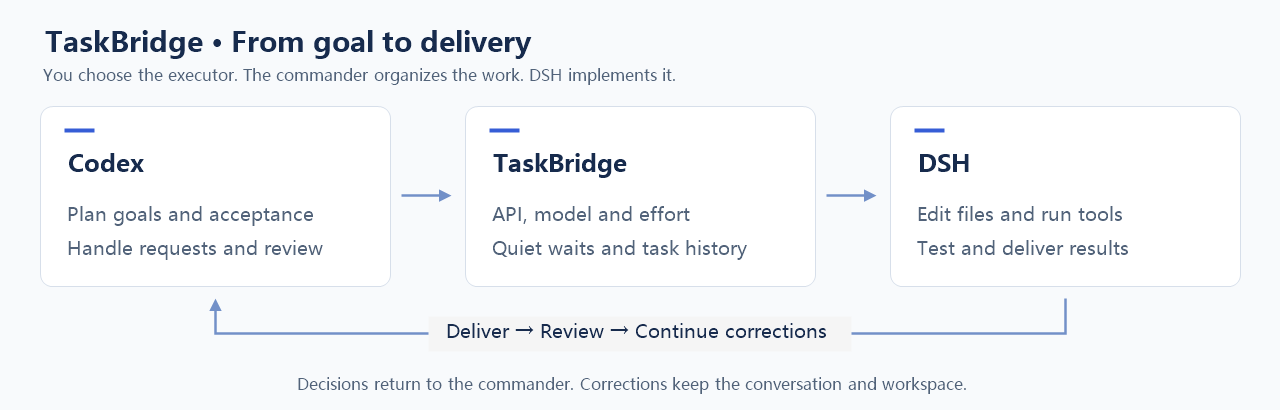 TaskBridge • From goal to delivery
You choose the executor. The commander organizes the work. DSH implements it.
Codex
Plan goals and acceptance
Handle requests and review
TaskBridge
API, model and effort
Quiet waits and task history
DSH
Edit files and run tools
Test and deliver results
Deliver → Review → Continue corrections
Decisions return to the commander. Corrections keep the conversation and workspace.